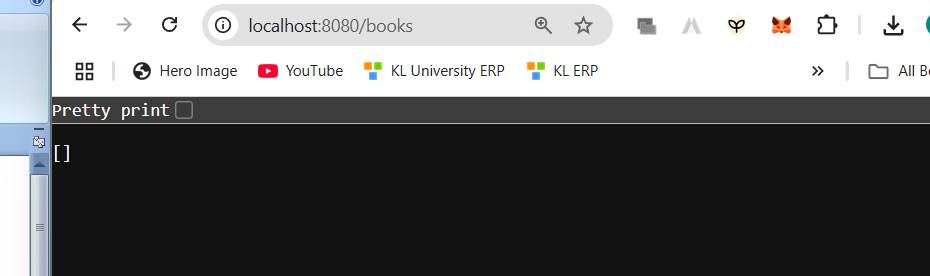 localhost:8080/books
Hero Image YouTube KL University ERP KL ERP » All B
Pretty print
[]